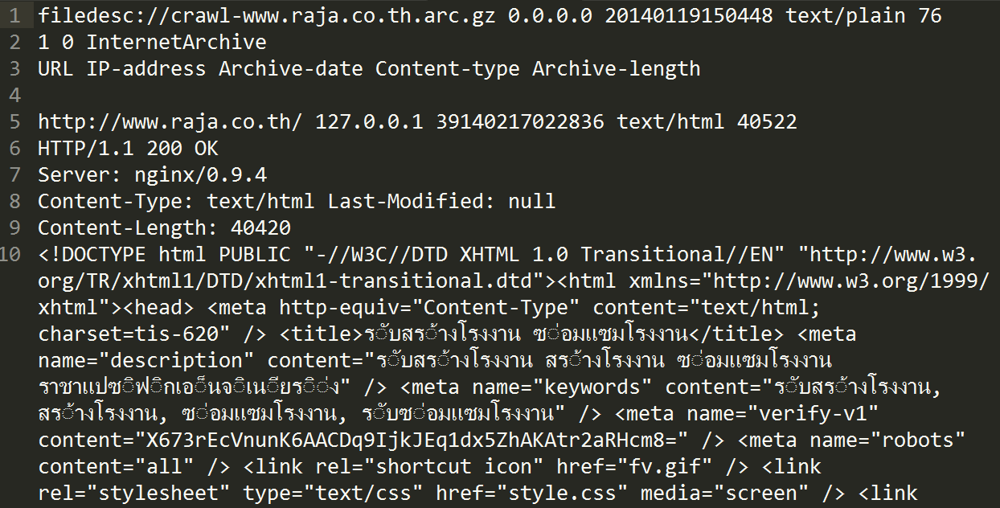 1 filedesc://crawl-www.raja.co.th.arc.gz 0.0.0.0 20140119150448 text/plain 76
2 1 0 InternetArchive
3 URL IP-address Archive-date Content-type Archive-length
4
5 http://www.raja.co.th/ 127.0.0.1 39140217022836 text/html 40522
6 HTTP/1.1 200 OK
7 Server: nginx/0.9.4
8 Content-Type: text/html Last-Modified: null
9 Content-Length: 40420
10 <!DOCTYPE html PUBLIC "-//W3C//DTD XHTML 1.0 Transitional//EN" "http://www.w3.
org/TR/xhtml1/DTD/xhtml1-transitional.dtd"><html xmlns="http://www.w3.org/1999/
xhtml"><head> <meta http-equiv="Content-Type" content="text/html;
charset=tis-620" /> <title>รับสร้างโรงงาน ซ่อมแซมโรงงาน</title> <meta
name="description" content="รับสร้างโรงงาน สร้างโรงงาน ซ่อมแซมโรงงาน
ราชาแปซิฟิกเอ็นจิเนียริ่ง" /> <meta name="keywords" content="รับสร้างโรงงาน,
สร้างโรงงาน, ซ่อมแซมโรงงาน, รับซ่อมแซมโรงงาน" /> <meta name="verify-v1"
content="X673rEcVnunK6AACDq9IjkJEq1dx5ZhAKAtr2aRHcm8=" /> <meta name="robots"
content="all" /> <link rel="shortcut icon" href="fv.gif" /> <link
rel="stylesheet" type="text/css" href="style.css" media="screen" /> <link